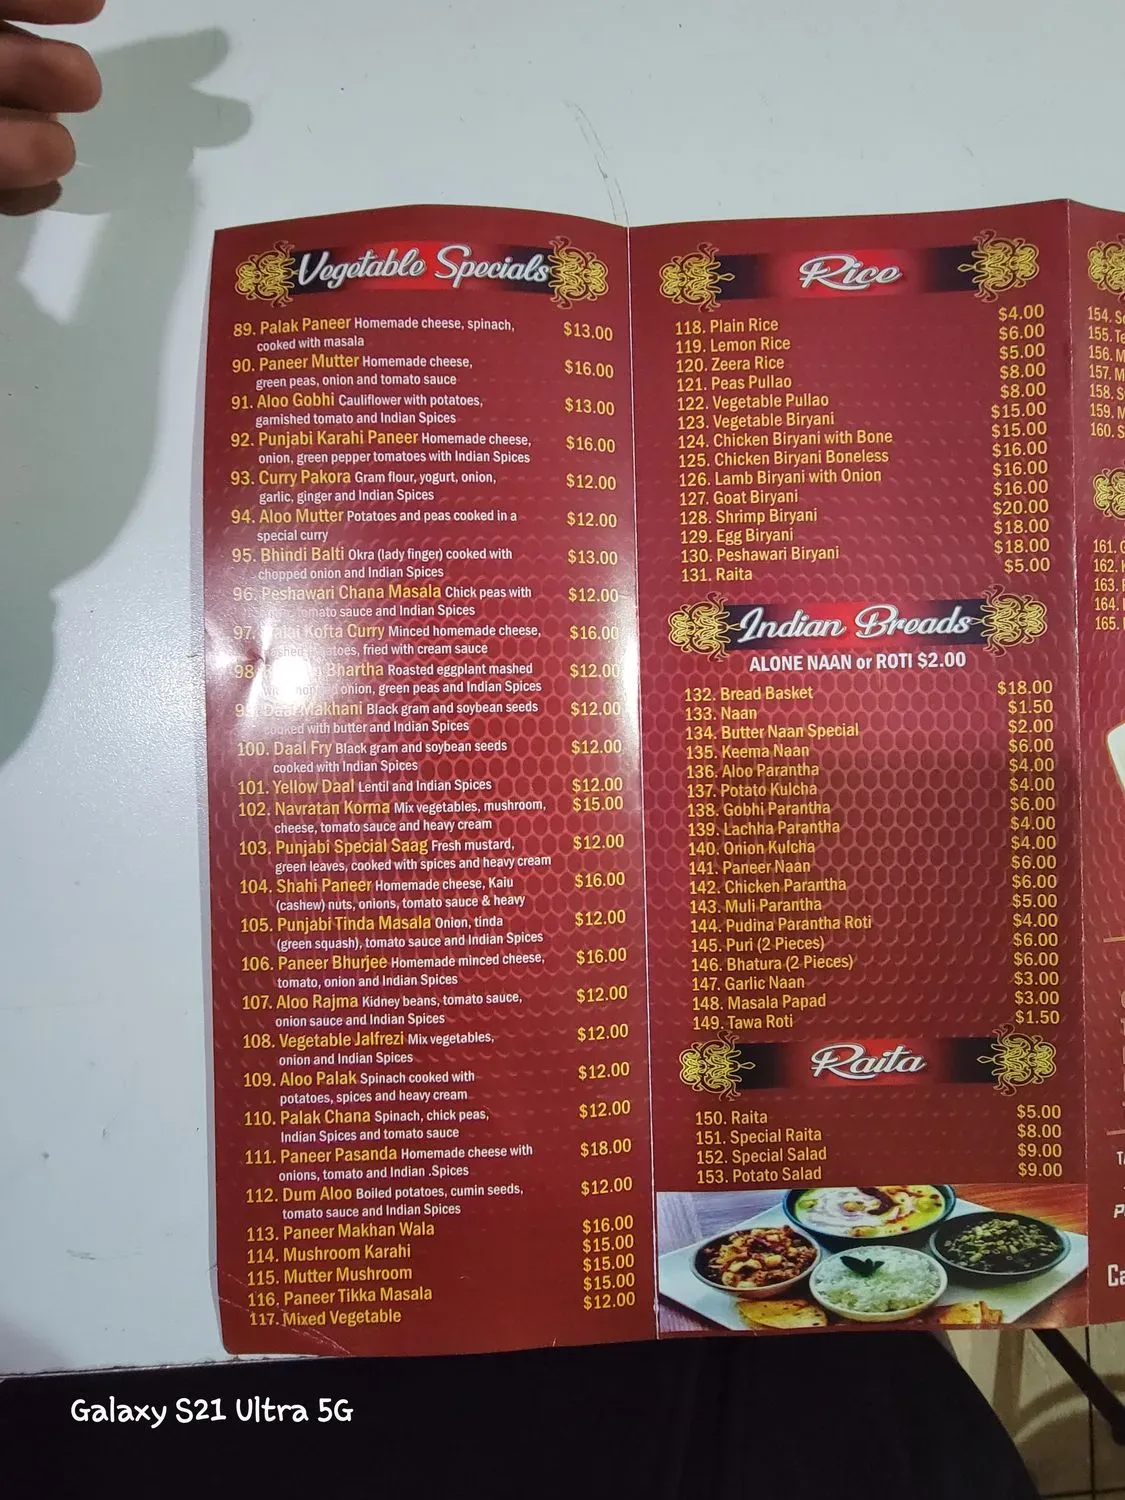 Vegetable Specials
89. Palak Paneer Homemade cheese, spinach, $13.00
cooked with masala
90. Paneer Mutter Homemade cheese, $16.00
green peas, onion and tomato sauce
91. Aloo Gobhi Cauliflower with potatoes, $13.00
garnished tomato and Indian Spices
92. Punjabi Karahi Paneer Homemade cheese, $16.00
onion, green pepper tomatoes with Indian Spices
93. Curry Pakora Gram flour, yogurt, onion, $12.00
garlic, ginger and Indian Spices
94. Aloo Mutter Potatoes and peas cooked in a $12.00
special curry
95. Bhindi Balti Okra (lady finger) cooked with $13.00
chopped onion and Indian Spices
96. Peshawari Chana Masala Chick peas with $12.00
tomato sauce and Indian Spices
97. Kofta Curry Minced homemade cheese, $16.00
fried with cream sauce
98. Bhartha Roasted eggplant mashed $12.00
onion, green peas and Indian Spices
Daal Makhani Black gram and soybean seeds $12.00
cooked with butter and Indian Spices
100. Daal Fry Black gram and soybean seeds $12.00
cooked with Indian Spices
101. Yellow Daal Lentil and Indian Spices $12.00
102. Navratan Korma Mix vegetables, mushroom, $15.00
cheese, tomato sauce and heavy cream
103. Punjabi Special Saag Fresh mustard, $12.00
green leaves, cooked with spices and heavy cream
104. Shahi Paneer Homemade cheese, Kaiu $16.00
(cashew) nuts, onions, tomato sauce & heavy
105. Punjabi Tinda Masala Onion, tinda $12.00
(green squash), tomato sauce and Indian Spices
106. Paneer Bhurjee Homemade minced cheese, $16.00
tomato, onion and Indian Spices
107. Aloo Rajma Kidney beans, tomato sauce, $12.00
onion sauce and Indian Spices
108. Vegetable Jalfrezi Mix vegetables, $12.00
onion and Indian Spices
109. Aloo Palak Spinach cooked with $12.00
potatoes, spices and heavy cream
110. Palak Chana Spinach, chick peas, $12.00
Indian Spices and tomato sauce
111. Paneer Pasanda Homemade cheese with $18.00
onions, tomato and Indian .Spices
112. Dum Aloo Boiled potatoes, cumin seeds, $12.00
tomato sauce and Indian Spices
113. Paneer Makhan Wala $16.00
114. Mushroom Karahi $15.00
115. Mutter Mushroom $15.00
116. Paneer Tikka Masala $15.00
117. Mixed Vegetable $12.00
Rice
118. Plain Rice $4.00
119. Lemon Rice $6.00
120. Zeera Rice $5.00
121. Peas Pullao $8.00
122. Vegetable Pullao $8.00
123. Vegetable Biryani $15.00
124. Chicken Biryani with Bone $15.00
125. Chicken Biryani Boneless $16.00
126. Lamb Biryani with Onion $16.00
127. Goat Biryani $16.00
128. Shrimp Biryani $20.00
129. Egg Biryani $18.00
130. Peshawari Biryani $18.00
131. Raita $5.00
Indian Breads
ALONE NAAN or ROTI $2.00
132. Bread Basket $18.00
133. Naan $1.50
134. Butter Naan Special $2.00
135. Keema Naan $6.00
136. Aloo Parantha $4.00
137. Potato Kulcha $4.00
138. Gobhi Parantha $6.00
139. Lachha Parantha $4.00
140. Onion Kulcha $4.00
141. Paneer Naan $6.00
142. Chicken Parantha $6.00
143. Muli Parantha $5.00
144. Pudina Parantha Roti $4.00
145. Puri (2 Pieces) $6.00
146. Bhatura (2 Pieces) $6.00
147. Garlic Naan $3.00
148. Masala Papad $3.00
149. Tawa Roti $1.50
Raita
150. Raita $5.00
151. Special Raita $8.00
152. Special Salad $9.00
153. Potato Salad $9.00
154.
155.
156.
157.
158.
159.
160.
161.
162.
163.
164.
165.
Galaxy S21 Ultra 5G